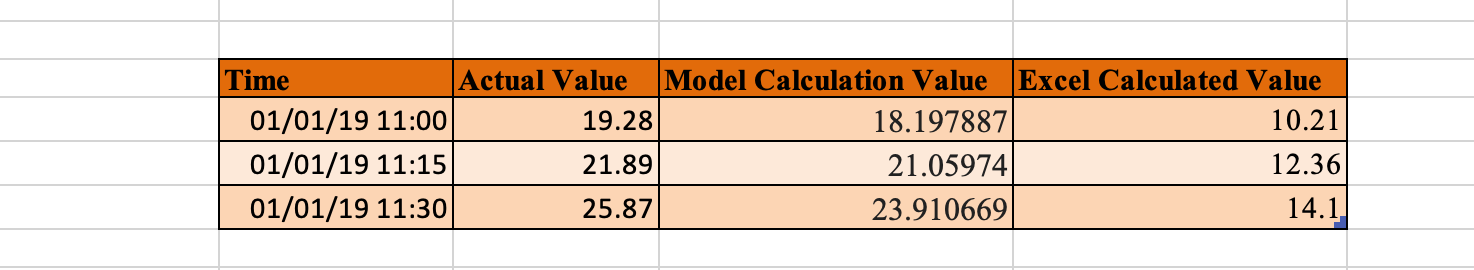 Time Actual Value Model Calculation Value Excel Calculated Value
01/01/19 11:00 19.28 18.197887 10.21
01/01/19 11:15 21.89 21.05974 12.36
01/01/19 11:30 25.87 23.910669 14.1